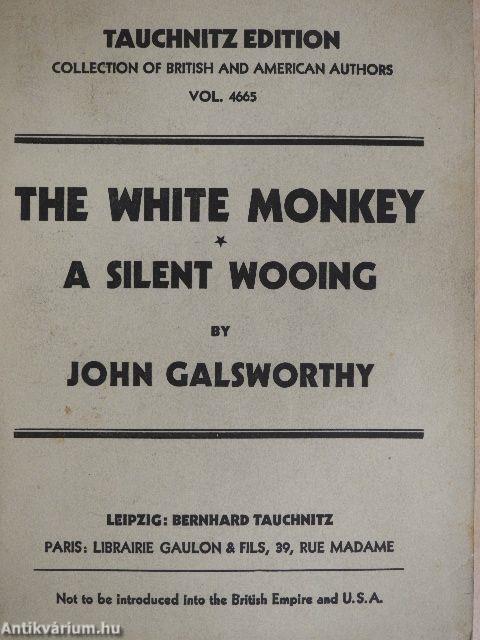 TAUCHNITZ EDITION
COLLECTION OF BRITISH AND AMERICAN AUTHORS
VOL. 4665
THE WHITE MONKEY
★
A SILENT WOOING
BY
JOHN GALSWORTHY
LEIPZIG: BERNHARD TAUCHNITZ
PARIS: LIBRAIRIE GAULON & FILS, 39, RUE MADAME
Not to be introduced into the British Empire and U.S.A.
Antikvárium.hu